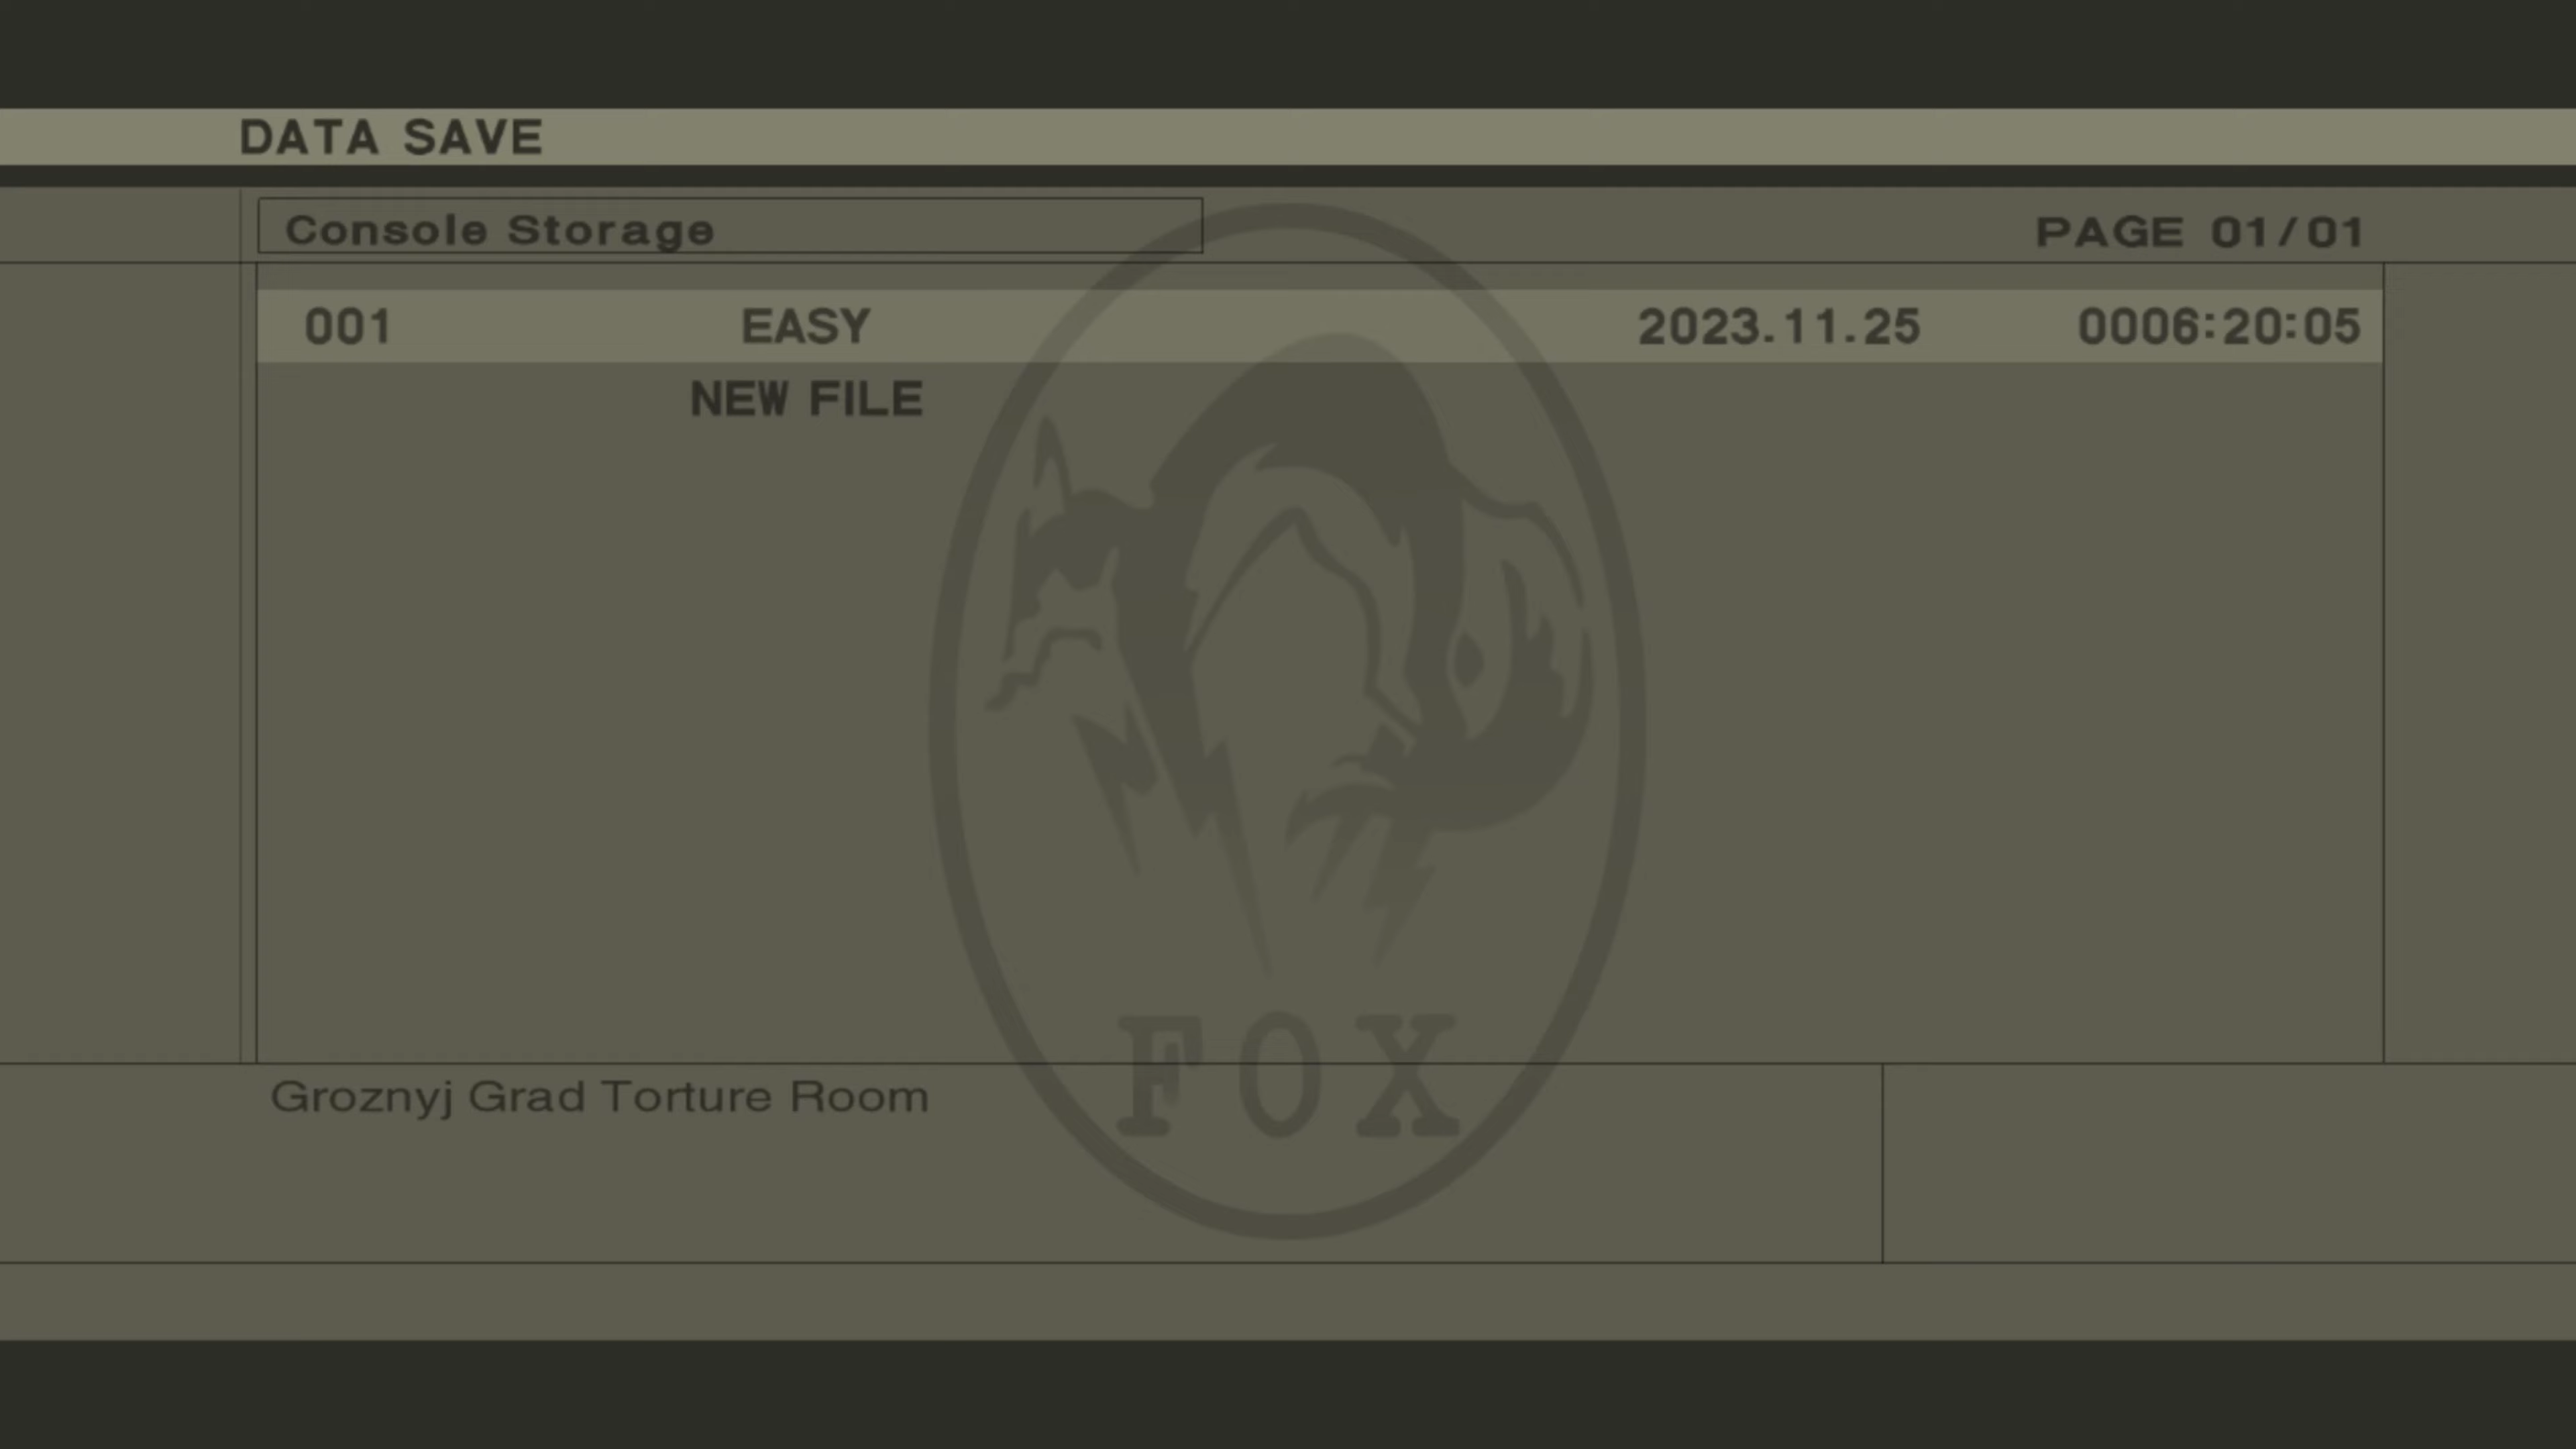 DATA SAVE
Console Storage
PAGE 01/01
001 EASY 2023.11.25 0006:20:05
NEW FILE
Groznyj Grad Torture Room
FOX